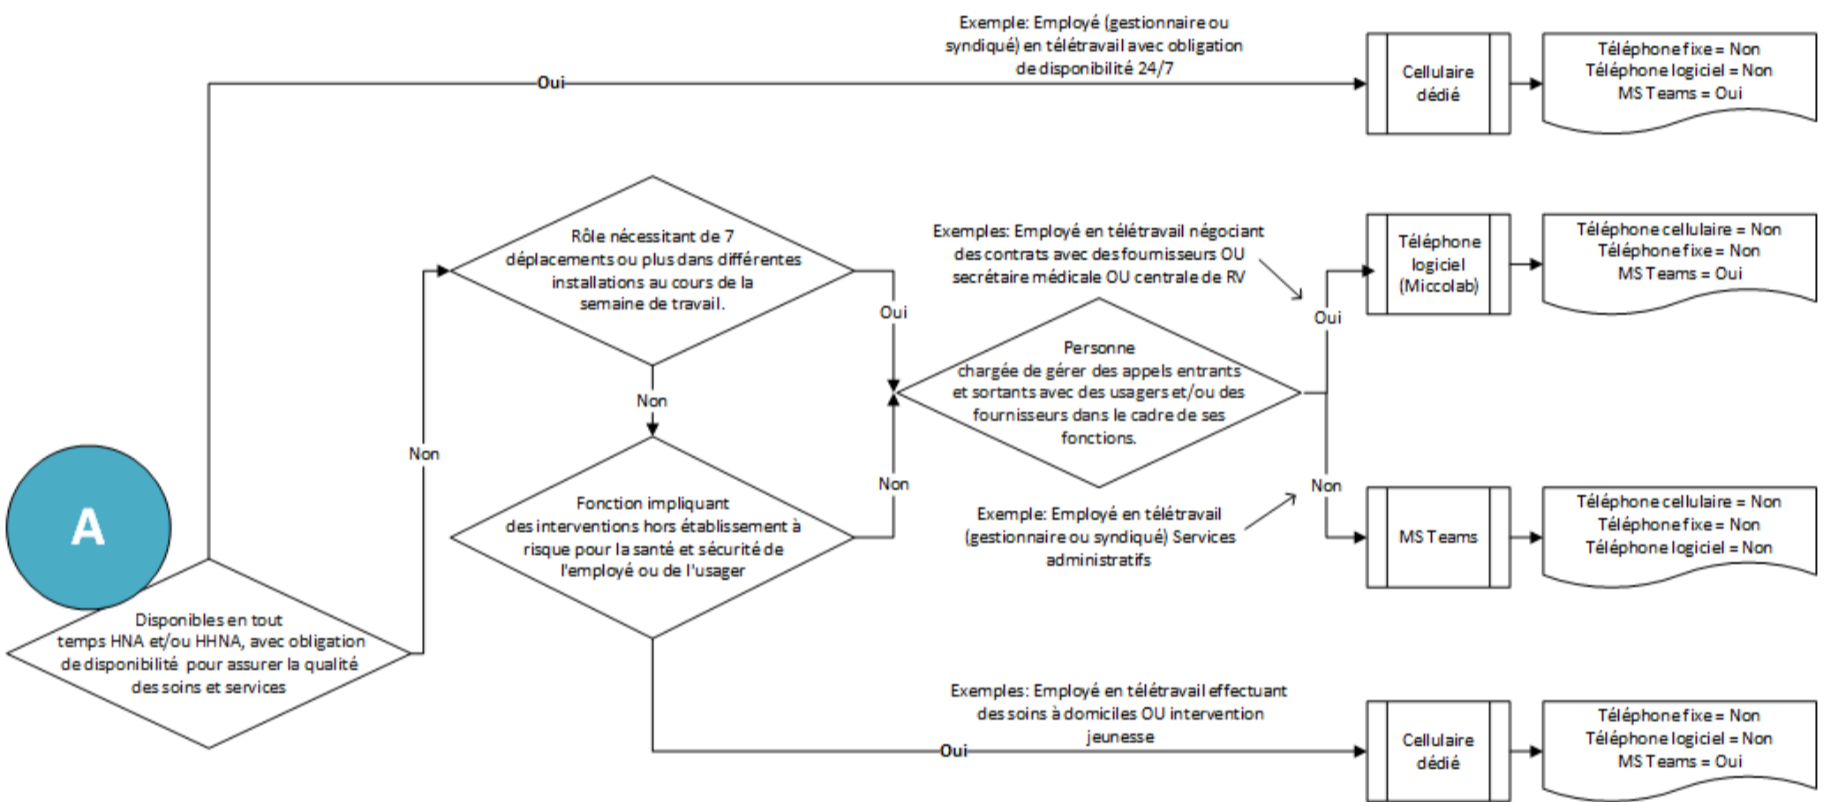 Exemple: Employé (gestionnaire ou
syndiqué) en télétravail avec obligation
de disponibilité 24/7
Oui
Cellulaire
dédié
Téléphone fixe = Non
Téléphone logiciel = Non
MS Teams = Oui
Rôle nécessitant de 7
déplacements ou plus dans différentes
installations au cours de la
semaine de travail.
Oui
Non
Exemples: Employé en télétravail négociant
des contrats avec des fournisseurs OU
secrétaire médicale OU centrale de RV
Oui
Téléphone
logiciel
(Miccolab)
Téléphone cellulaire = Non
Téléphone fixe = Non
MS Teams = Oui
Personne
chargée de gérer des appels entrants
et sortants avec des usagers et/ou des
fournisseurs dans le cadre de ses
fonctions.
Non
A
Disponibles en tout
temps HNA et/ou HHNA, avec obligation
de disponibilité pour assurer la qualité
des soins et services
Fonction impliquant
des interventions hors établissement à
risque pour la santé et sécurité de
l'employé ou de l'usager
Non
Non
Exemple: Employé en télétravail
(gestionnaire ou syndiqué) Services
administratifs
MS Teams
Téléphone cellulaire = Non
Téléphone fixe = Non
Téléphone logiciel = Non
Exemples: Employé en télétravail effectuant
des soins à domiciles OU intervention
jeunesse
Oui
Cellulaire
dédié
Téléphone fixe = Non
Téléphone logiciel = Non
MS Teams = Oui